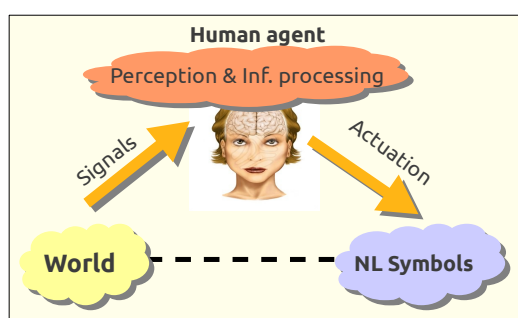 Human agent
Perception & Inf. processing
Signals
Actuation
World
NL Symbols